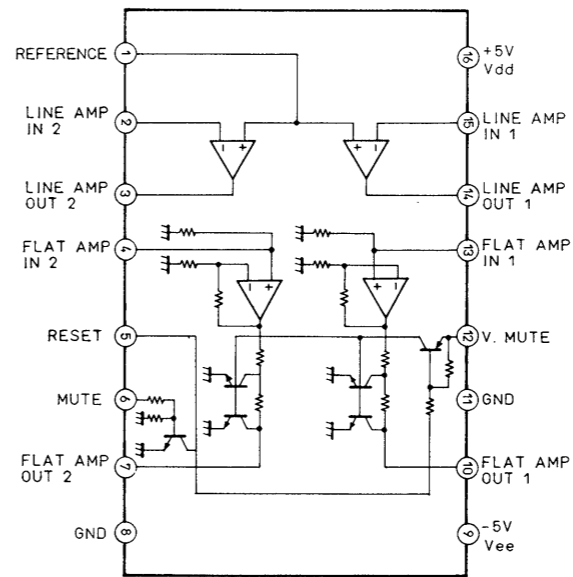 REFERENCE 1
16 +5V
Vdd
LINE AMP
IN 2
2
15 LINE AMP
IN 1
- +
+ -
LINE AMP
OUT 2
3
14 LINE AMP
OUT 1
FLAT AMP
IN 2
4
13 FLAT AMP
IN 1
- +
+ -
RESET 5
12 V. MUTE
MUTE 6
11 GND
FLAT AMP
OUT 2
7
10 FLAT AMP
OUT 1
GND 8
9 -5V
Vee